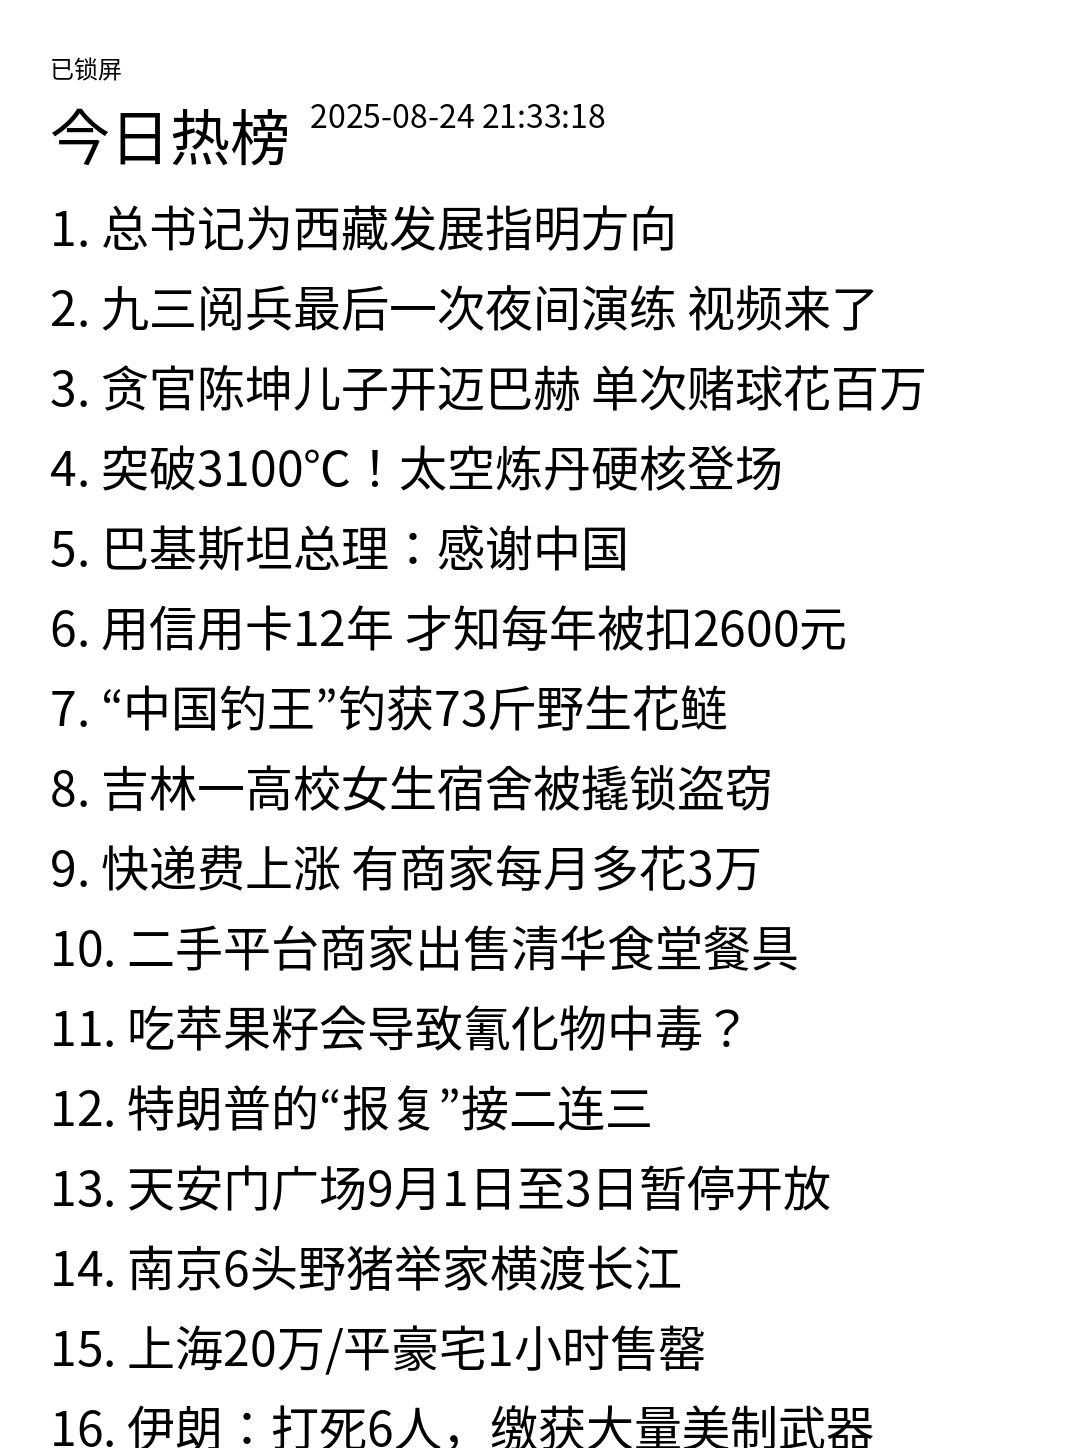 已锁屏
今日热榜 2025-08-24 21:33:18
1. 总书记为西藏发展指明方向
2. 九三阅兵最后一次夜间演练 视频来了
3. 贪官陈坤儿子开迈巴赫 单次赌球花百万
4. 突破3100℃！太空炼丹硬核登场
5. 巴基斯坦总理：感谢中国
6. 用信用卡12年 才知每年被扣2600元
7. “中国钓王”钓获73斤野生花鲢
8. 吉林一高校女生宿舍被撬锁盗窃
9. 快递费上涨 有商家每月多花3万
10. 二手平台商家出售清华食堂餐具
11. 吃苹果籽会导致氰化物中毒？
12. 特朗普的“报复”接二连三
13. 天安门广场9月1日至3日暂停开放
14. 南京6头野猪举家横渡长江
15. 上海20万/平豪宅1小时售罄
16. 伊朗：打死6人，缴获大量美制武器